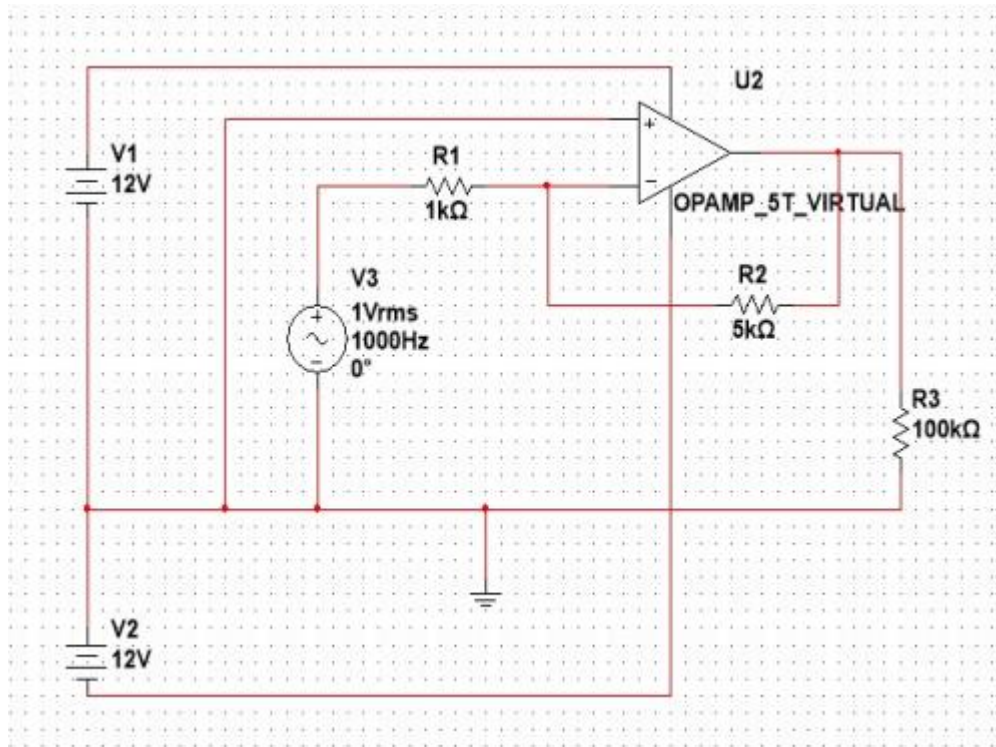 U2
V1
12V
R1
1kΩ
+
−
OPAMP_5T_VIRTUAL
V3
1Vrms
1000Hz
0°
+
−
R2
5kΩ
R3
100kΩ
V2
12V